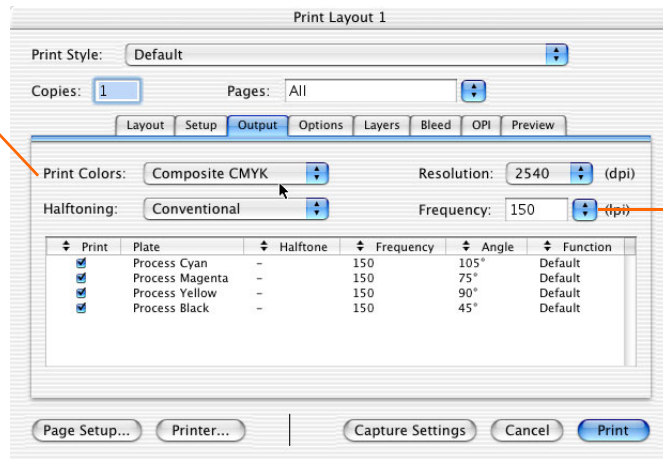 Print Layout 1
Print Style: Default
Copies: 1 Pages: All
Layout Setup Output Options Layers Bleed OPI Preview
Print Colors: Composite CMYK Resolution: 2540 (dpi)
Halftoning: Conventional Frequency: 150 (lpi)
Print Plate Halftone Frequency Angle Function
Process Cyan – 150 105° Default
Process Magenta – 150 75° Default
Process Yellow – 150 90° Default
Process Black – 150 45° Default
Page Setup... Printer... Capture Settings Cancel Print